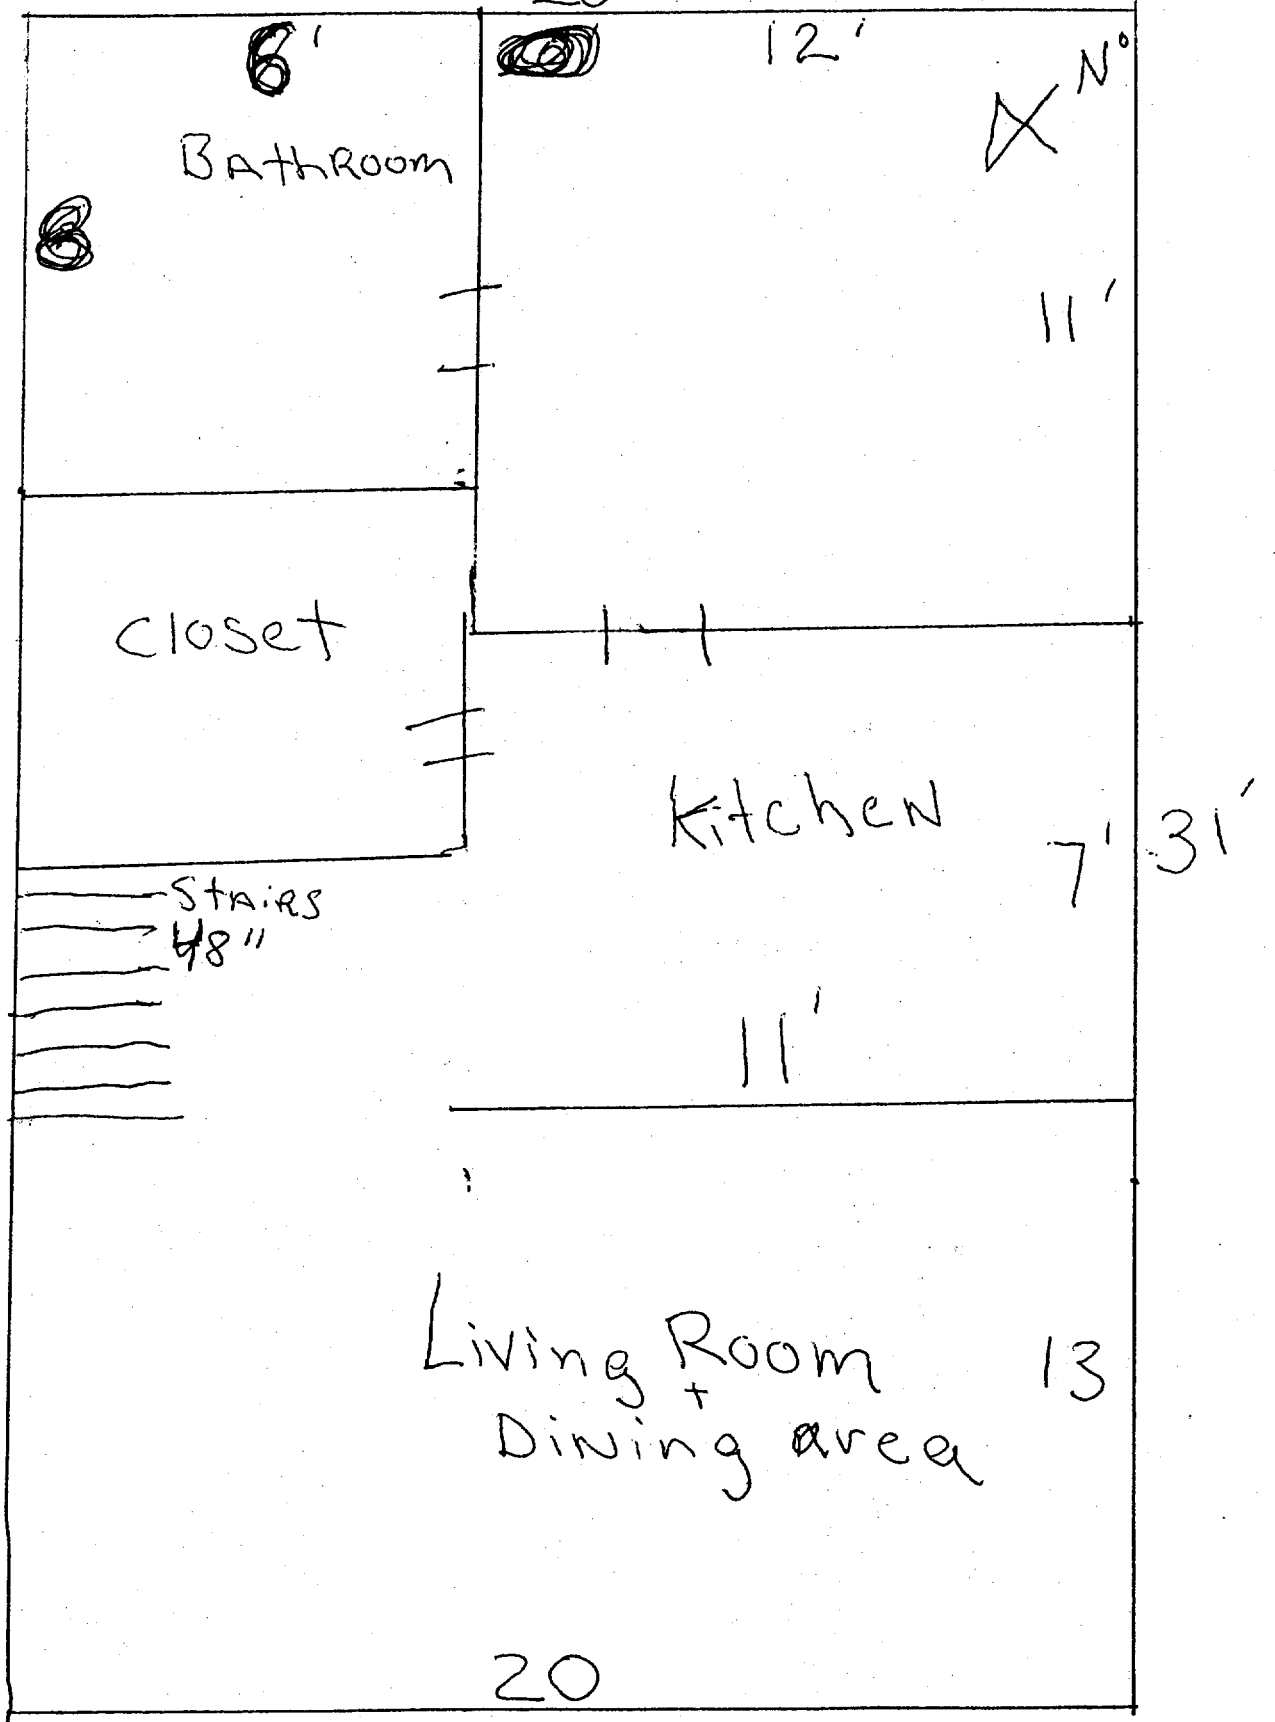 6'
12'
N°
BAthRoom
8
11'
closet
kitcheN
7'
31'
StAiRS
48"
11'
Living Room
+
DiNiNg area
13
20